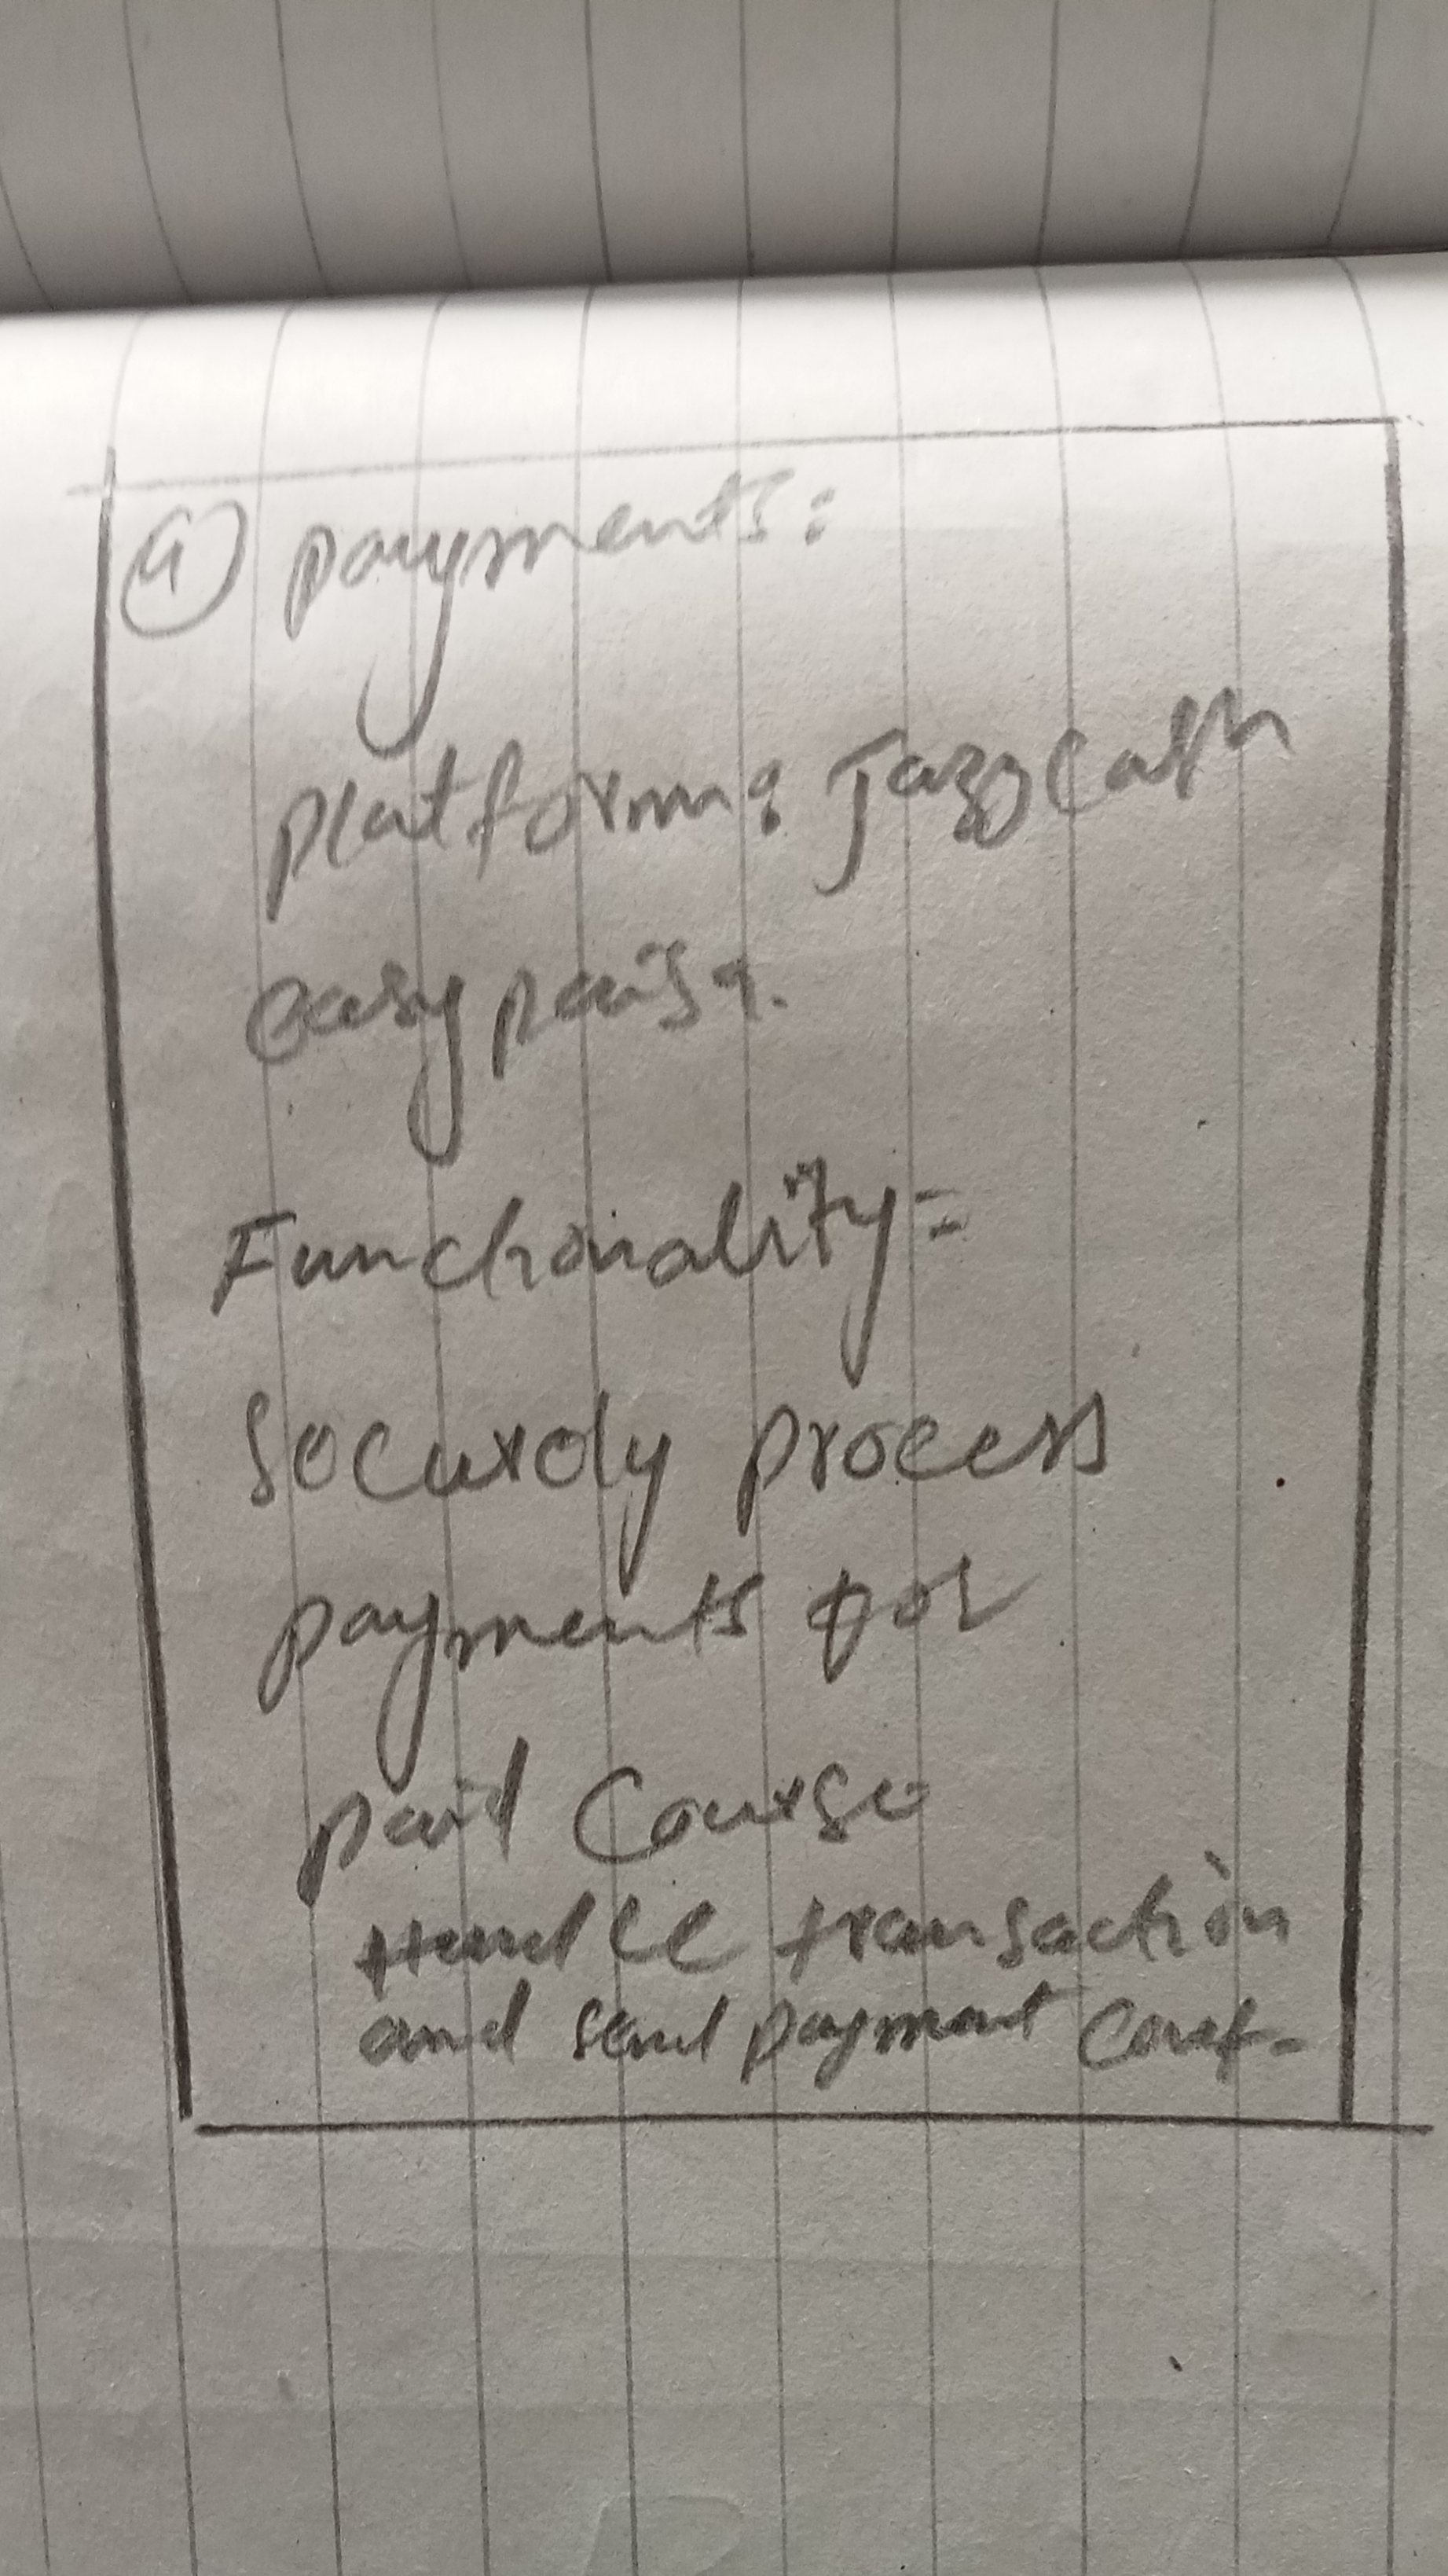 4 payments:
platform: Jazzcash
easypaisa.
Functionality:
Securely process
payments for
paid Course
Handle transaction
and send payment conf.